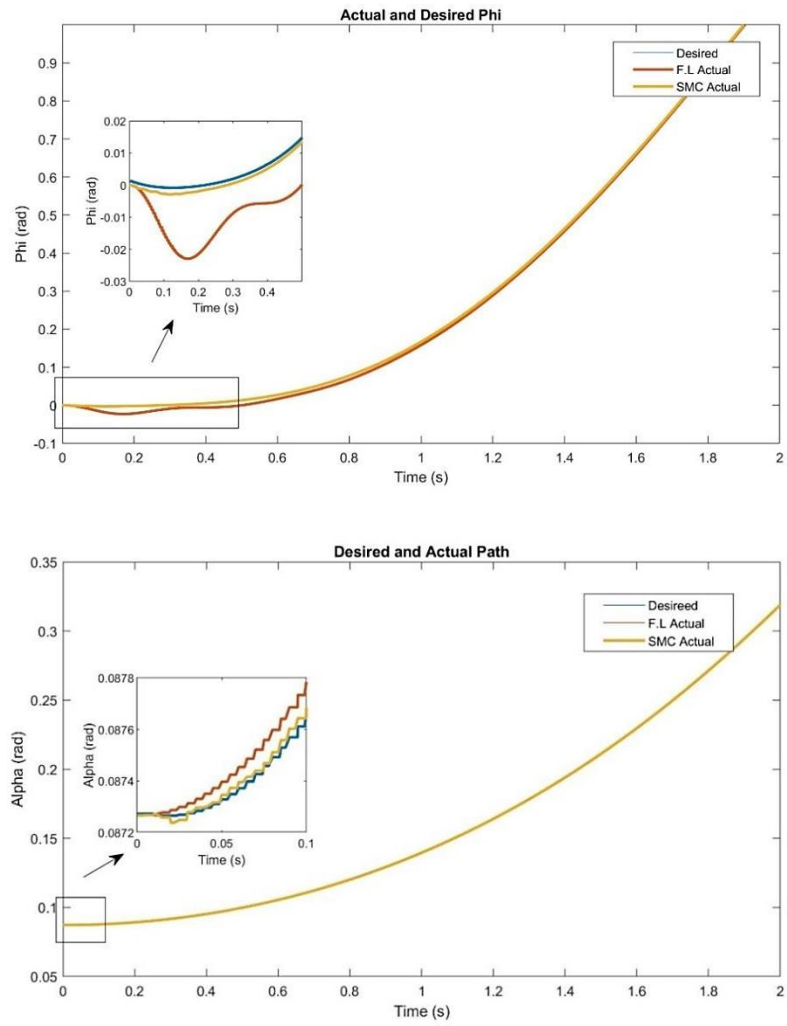 Actual and Desired Phi
Desired
F.L Actual
SMC Actual
0.9
0.8
0.7
0.6
0.5
0.4
0.3
0.2
0.1
0
-0.1
Phi (rad)
0.02
0.01
0
-0.01
-0.02
-0.03
Phi (rad)
0 0.1 0.2 0.3 0.4
Time (s)
0 0.2 0.4 0.6 0.8 1 1.2 1.4 1.6 1.8 2
Time (s)
Desired and Actual Path
Desireed
F.L Actual
SMC Actual
0.35
0.3
0.25
0.2
0.15
0.1
0.05
Alpha (rad)
0.0878
0.0876
0.0874
0.0872
Alpha (rad)
0 0.05 0.1
Time (s)
0 0.2 0.4 0.6 0.8 1 1.2 1.4 1.6 1.8 2
Time (s)